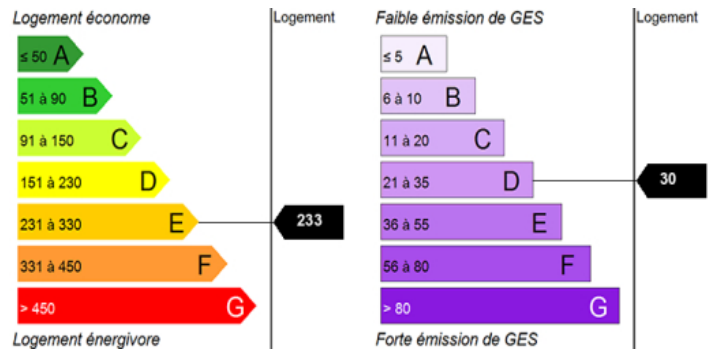 Logement économe
Logement
≤ 50 A
51 à 90 B
91 à 150 C
151 à 230 D
231 à 330 E
233
331 à 450 F
> 450 G
Logement énergivore
Faible émission de GES
Logement
≤ 5 A
6 à 10 B
11 à 20 C
21 à 35 D
30
36 à 55 E
56 à 80 F
> 80 G
Forte émission de GES